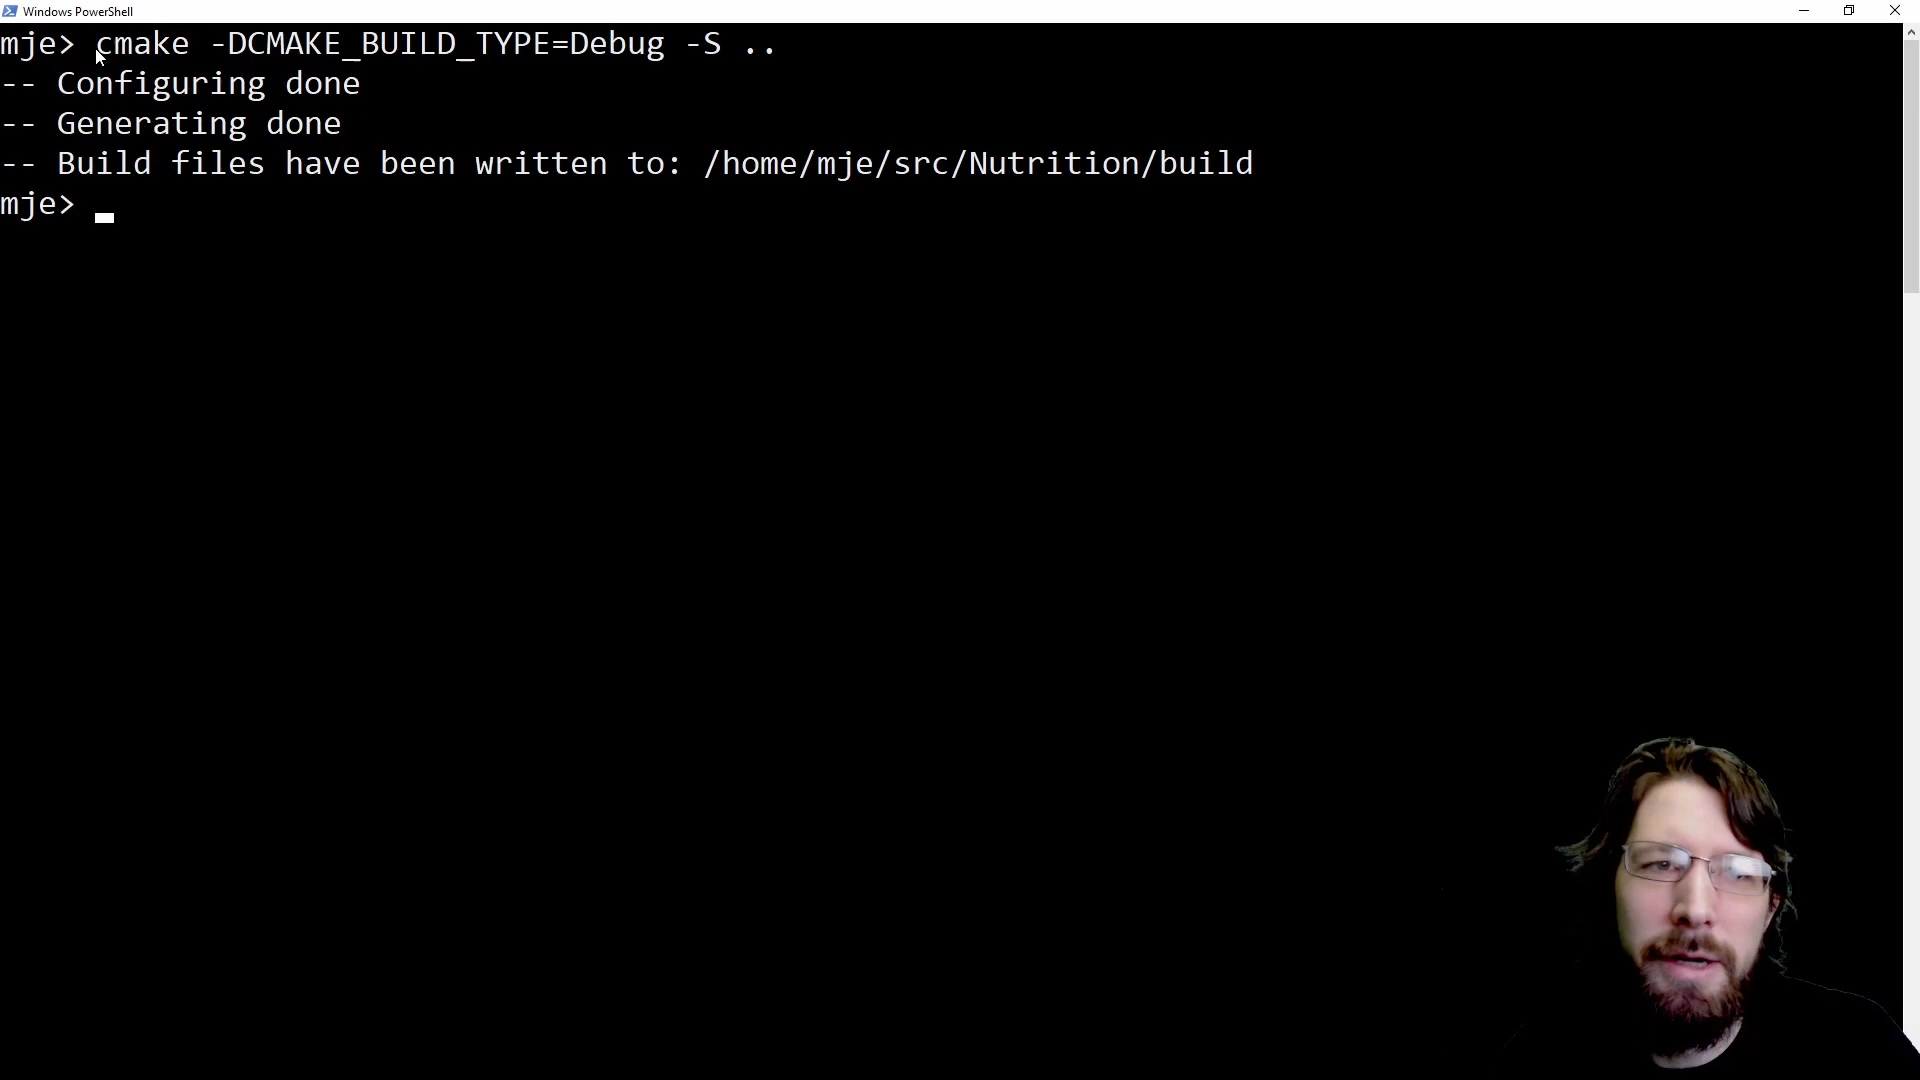 Windows PowerShell
mje> cmake -DCMAKE_BUILD_TYPE=Debug -S ..
-- Configuring done
-- Generating done
-- Build files have been written to: /home/mje/src/Nutrition/build
mje>